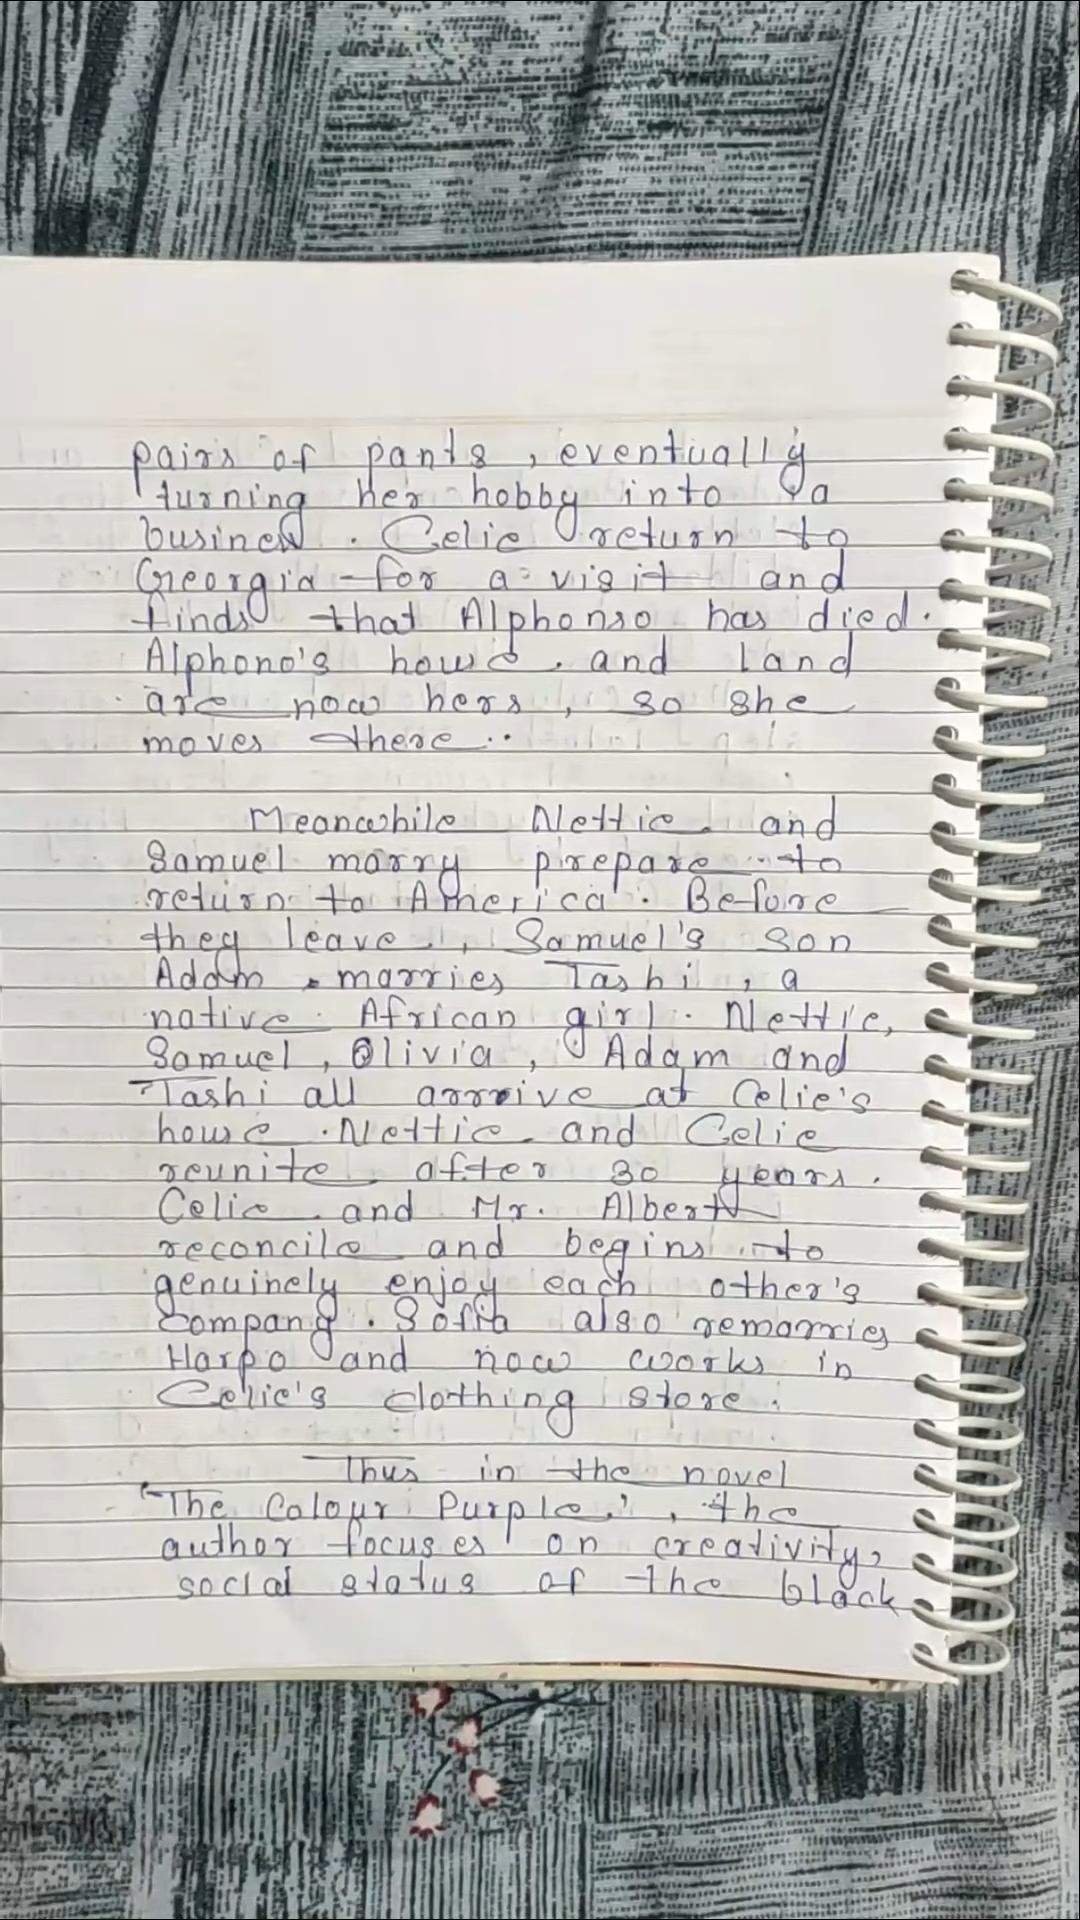 pairs of pants, eventually
turning her hobby into a
business. Celie return to
Georgia for a visit and
finds that Alphonso has died.
Alphono's house and land
are now hers, so she
moves there..
Meanwhile Nettie and
Samuel marry prepare to
return to America. Before
they leave, Samuel's son
Adam marries Tashi, a
native African girl. Nettie,
Samuel, Olivia, Adam and
Tashi all arrive at Celie's
house. Nettie and Celie
reunite after 30 years.
Celie and Mr. Albert
reconcile and begins to
genuinely enjoy each other's
company. Sofia also remarries
Harpo and now works in
Celie's clothing store.
Thus in the novel
"The Colour Purple", the
author focuses on creativity,
social status of the black